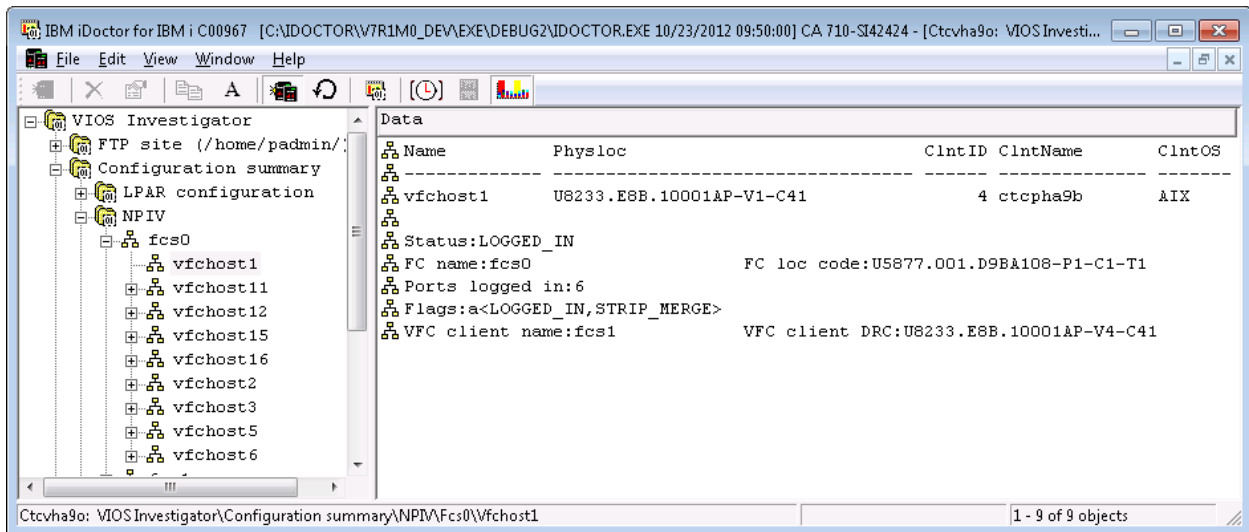 IBM iDoctor for IBM i C00967 [C:\IDOCTOR\V7R1M0_DEV\EXE\DEBUG2\IDOCTOR.EXE 10/23/2012 09:50:00] CA 710-SI42424 - [Ctcvha9o: VIOS Investi...
File Edit View Window Help
A
VIOS Investigator
FTP site (/home/padmin/
Configuration summary
LPAR configuration
NPIV
fcs0
vfchost1
vfchost11
vfchost12
vfchost15
vfchost16
vfchost2
vfchost3
vfchost5
vfchost6
Data
Name Physloc ClntID ClntName ClntOS
------------- ---------------------------------- ------ -------------- -------
vfchost1 U8233.E8B.10001AP-V1-C41 4 ctcpha9b AIX
Status:LOGGED_IN
FC name:fcs0 FC loc code:U5877.001.D9BA108-P1-C1-T1
Ports logged in:6
Flags:a<LOGGED_IN,STRIP_MERGE>
VFC client name:fcs1 VFC client DRC:U8233.E8B.10001AP-V4-C41
Ctcvha9o: VIOS Investigator\Configuration summary\NPIV\Fcs0\Vfchost1 1 - 9 of 9 objects